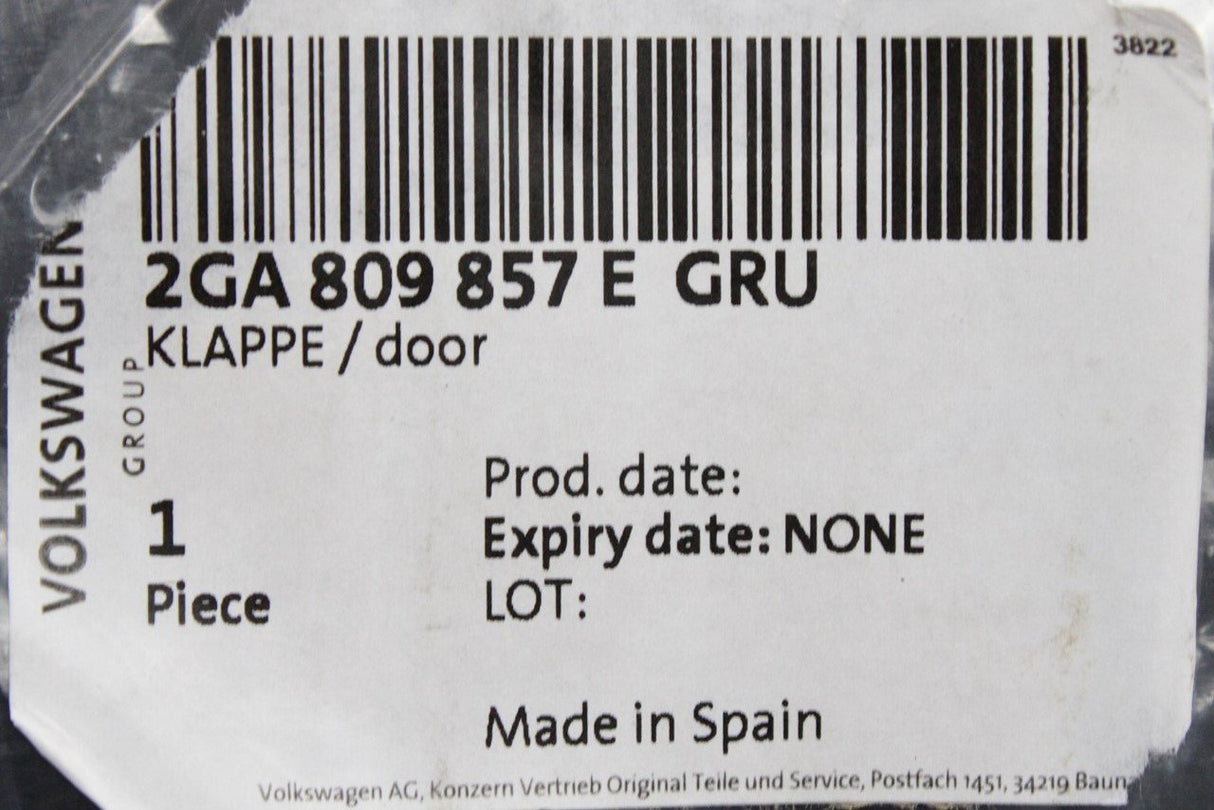 3822
2GA 809 857 E GRU
KLAPPE / door
VOLKSWAGEN
GROUP
1
Piece
Prod. date:
Expiry date: NONE
LOT:
Made in Spain
Volkswagen AG, Konzern Vertrieb Original Teile und Service, Postfach 1451, 34219